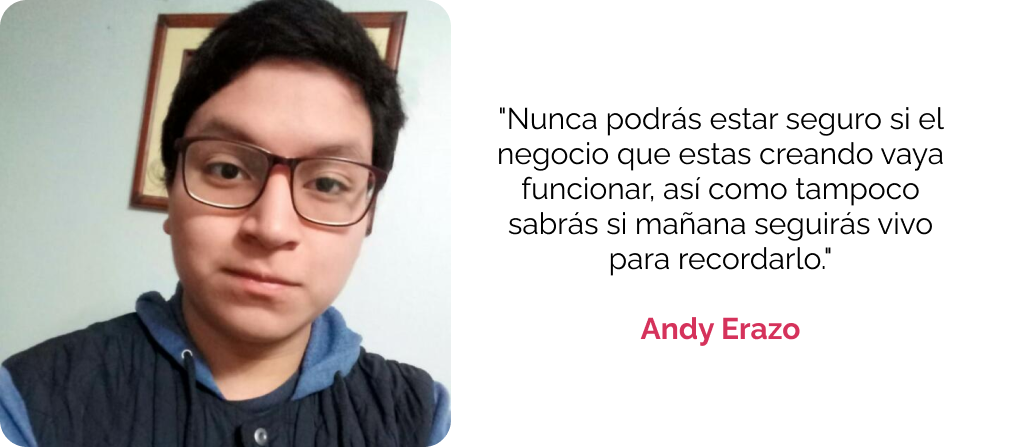 "Nunca podrás estar seguro si el
negocio que estas creando vaya
funcionar, así como tampoco
sabrás si mañana seguirás vivo
para recordarlo."
Andy Erazo